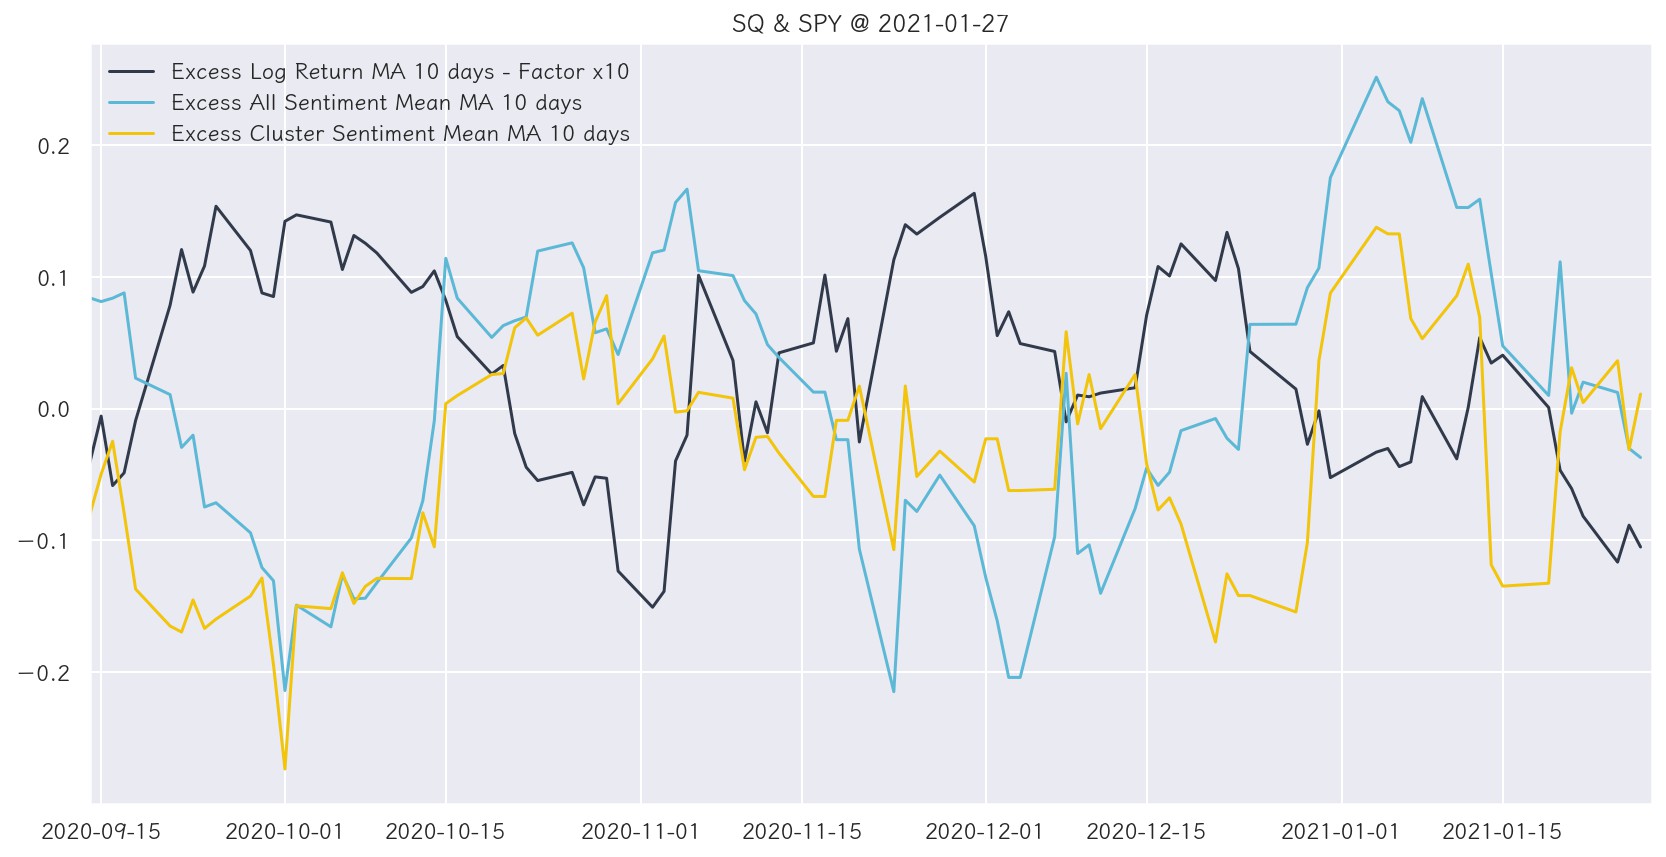 SQ & SPY @ 2021-01-27
Excess Log Return MA 10 days - Factor x10
Excess All Sentiment Mean MA 10 days
Excess Cluster Sentiment Mean MA 10 days
0.2
0.1
0.0
−0.1
−0.2
2020-09-15 2020-10-01 2020-10-15 2020-11-01 2020-11-15 2020-12-01 2020-12-15 2021-01-01 2021-01-15